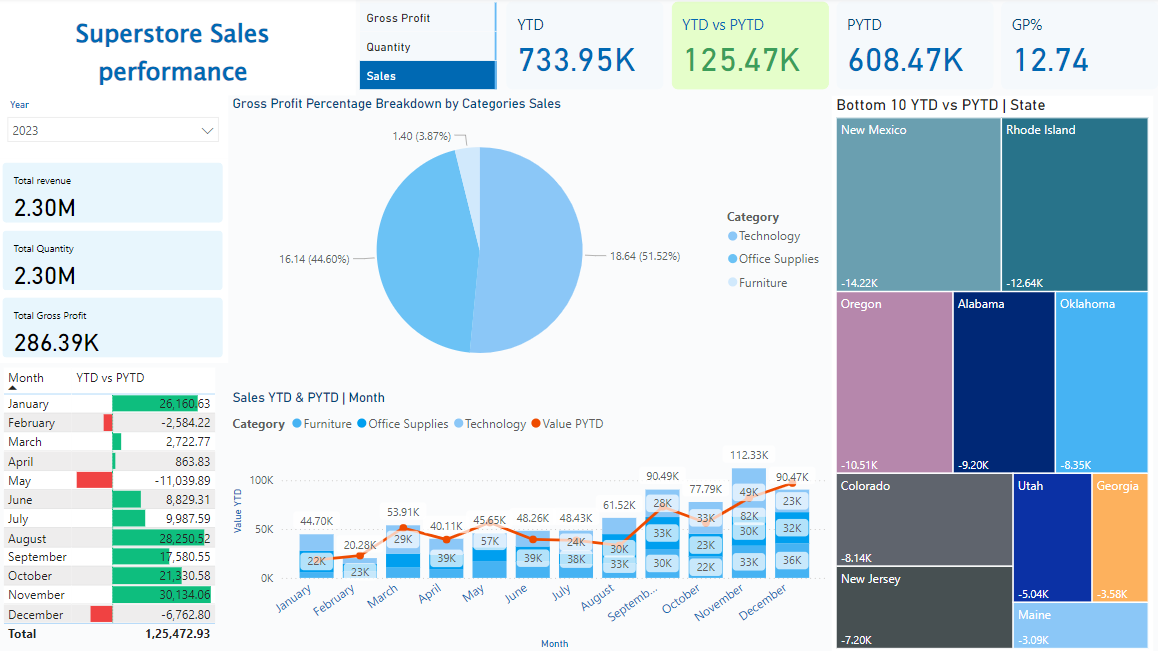 Superstore Sales
performance
Gross Profit
Quantity
Sales
YTD
733.95K
YTD vs PYTD
125.47K
PYTD
608.47K
GP%
12.74
Year
2023
Total revenue
2.30M
Total Quantity
2.30M
Total Gross Profit
286.39K
Month YTD vs PYTD
January 26,160.63
February -2,584.22
March 2,722.77
April 863.83
May -11,039.89
June 8,829.31
July 9,987.59
August 28,250.52
September 17,580.55
October 21,330.58
November 30,134.06
December -6,762.80
Total 1,25,472.93
Gross Profit Percentage Breakdown by Categories Sales
1.40 (3.87%)
16.14 (44.60%)
18.64 (51.52%)
Category
Technology
Office Supplies
Furniture
Sales YTD & PYTD | Month
Category Furniture Office Supplies Technology Value PYTD
Value YTD
100K
50K
0K
44.70K
22K
20.28K
23K
53.91K
29K
40.11K
39K
45.65K
57K
48.26K
39K
48.43K
24K
38K
61.52K
30K
33K
90.49K
28K
33K
30K
77.79K
33K
23K
22K
112.33K
49K
82K
30K
33K
90.47K
23K
32K
36K
January
February
March
April
May
June
July
August
Septemb...
October
November
December
Month
Bottom 10 YTD vs PYTD | State
New Mexico
-14.22K
Rhode Island
-12.64K
Oregon
-10.51K
Alabama
-9.20K
Oklahoma
-8.35K
Colorado
-8.14K
New Jersey
-7.20K
Utah
-5.04K
Georgia
-3.58K
Maine
-3.09K